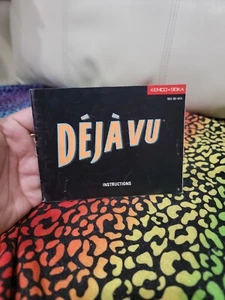 KEMCO • SEIKA
DÉJÀ VU
INSTRUCTIONS